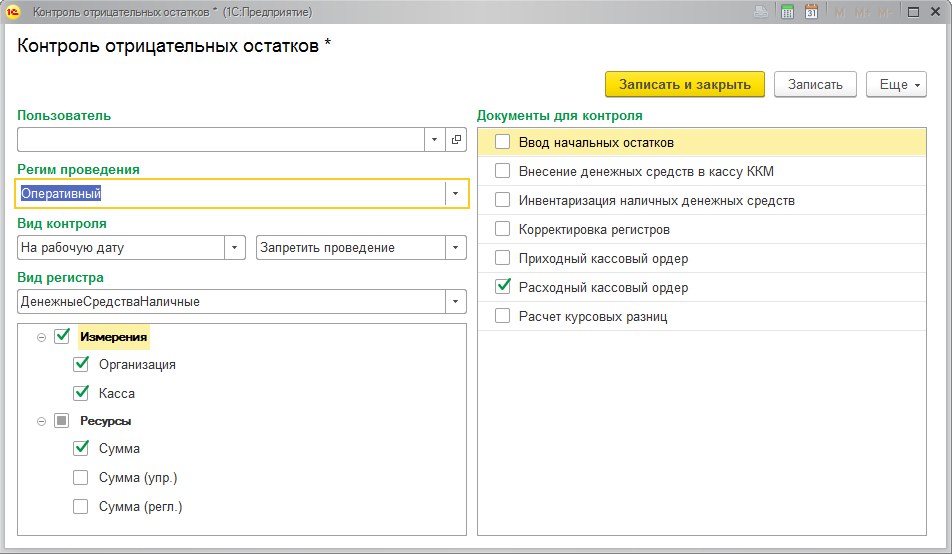 1С Контроль отрицательных остатков * (1С:Предприятие) 31 M M+ M-
Контроль отрицательных остатков *
Записать и закрыть Записать Еще
Пользователь
Регим проведения
Оперативный
Вид контроля
На рабочую дату Запретить проведение
Вид регистра
ДенежныеСредстваНаличные
Измерения
Организация
Касса
Ресурсы
Сумма
Сумма (упр.)
Сумма (регл.)
Документы для контроля
Ввод начальных остатков
Внесение денежных средств в кассу ККМ
Инвентаризация наличных денежных средств
Корректировка регистров
Приходный кассовый ордер
Расходный кассовый ордер
Расчет курсовых разниц